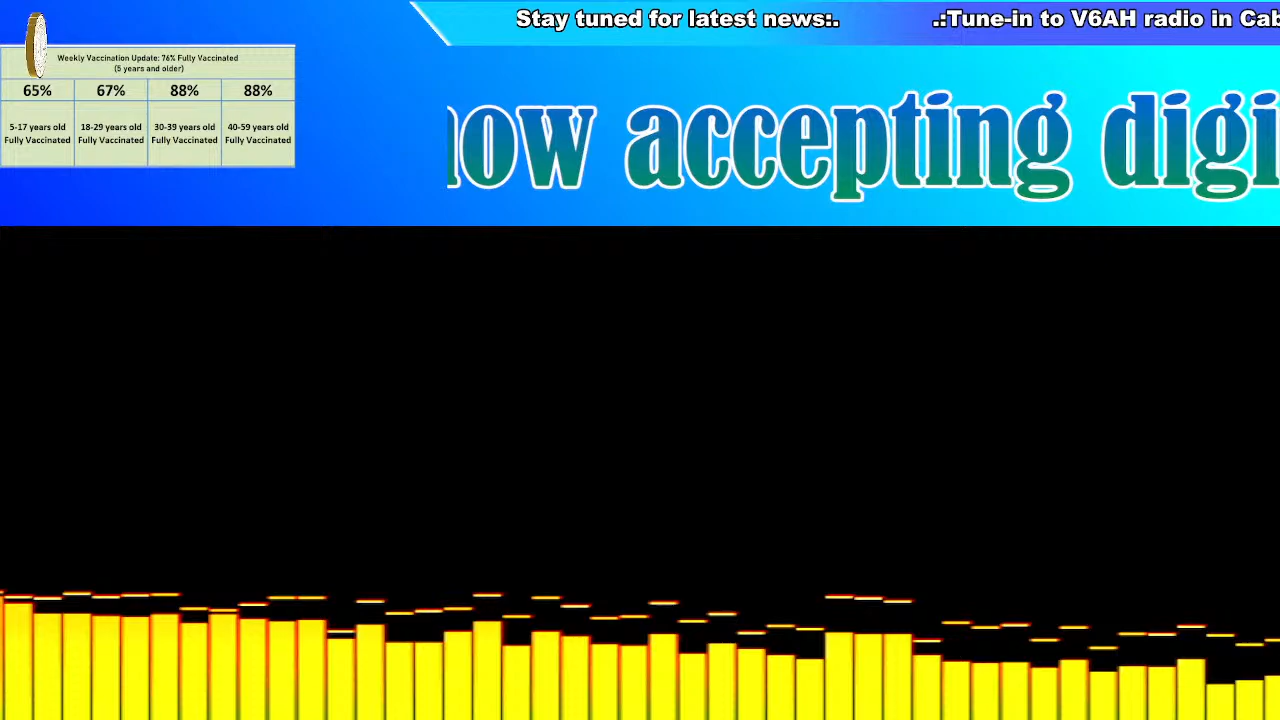 Stay tuned for latest news:. .:Tune-in to V6AH radio in
Weekly Vaccination Update: 76% Fully Vaccinated
(5 years and older)
65% 67% 88% 88%
5-17 years old 18-29 years old 30-39 years old 40-59 years old
Fully Vaccinated Fully Vaccinated Fully Vaccinated Fully Vaccinated
accepting